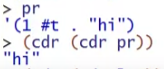 > pr
'(1 #t . "hi")
> (cdr (cdr pr))
"hi"